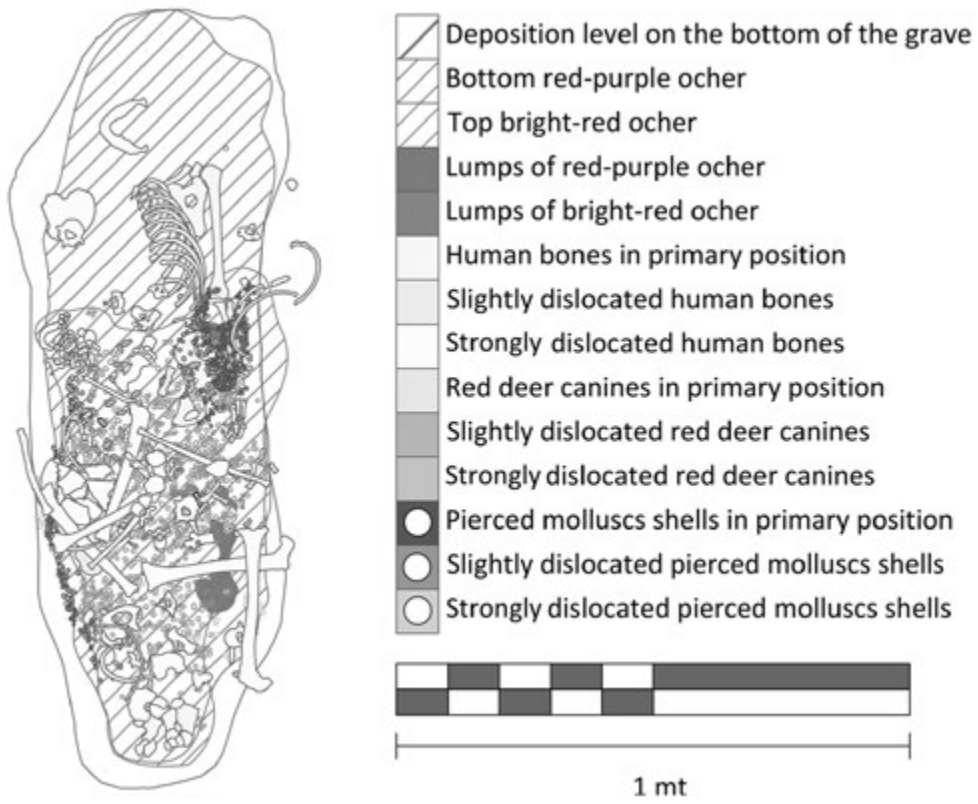 Deposition level on the bottom of the grave
Bottom red-purple ocher
Top bright-red ocher
Lumps of red-purple ocher
Lumps of bright-red ocher
Human bones in primary position
Slightly dislocated human bones
Strongly dislocated human bones
Red deer canines in primary position
Slightly dislocated red deer canines
Strongly dislocated red deer canines
Pierced molluscs shells in primary position
Slightly dislocated pierced molluscs shells
Strongly dislocated pierced molluscs shells
1 mt